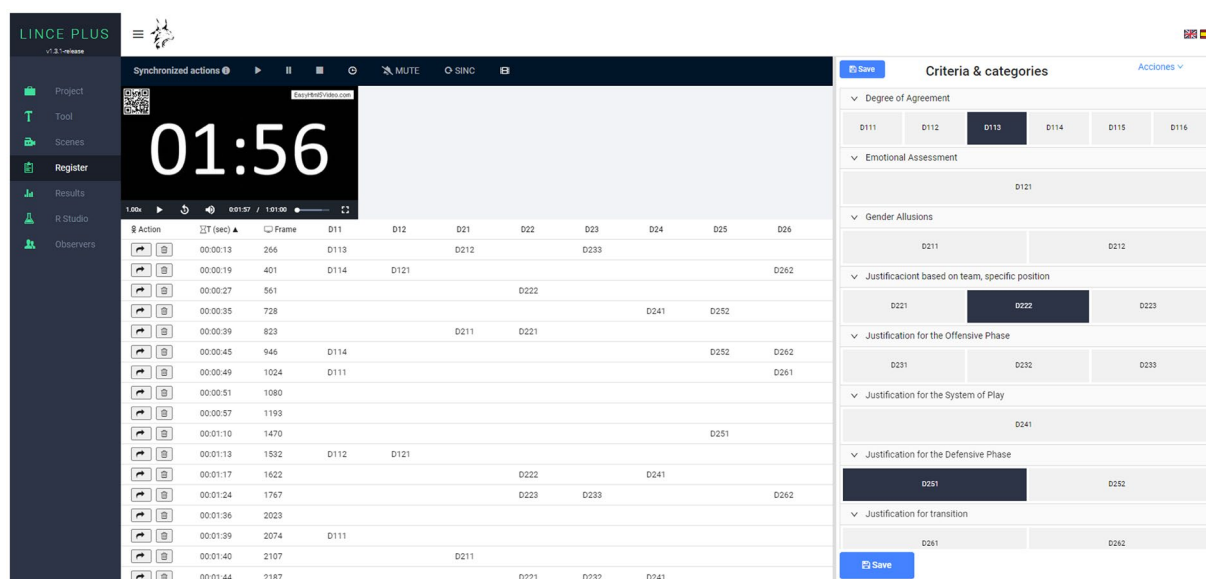 LINCE PLUS
v1.3.1-release
Project
Tool
Scenes
Register
Results
R Studio
Observers
Synchronized actions MUTE SINC
EasyHtml5Video.com
01:56
1.00x 0:01:57 / 1:01:00
Action T (sec) ▲ Frame D11 D12 D21 D22 D23 D24 D25 D26
00:00:13 266 D113 D212 D233
00:00:19 401 D114 D121 D262
00:00:27 561 D222
00:00:35 728 D241 D252
00:00:39 823 D211 D221
00:00:45 946 D114 D252 D262
00:00:49 1024 D111 D261
00:00:51 1080
00:00:57 1193
00:01:10 1470 D251
00:01:13 1532 D112 D121
00:01:17 1622 D222 D241
00:01:24 1767 D223 D233 D262
00:01:36 2023
00:01:39 2074 D111
00:01:40 2107 D211
00:01:44 2187 D221 D232 D241
Save Criteria & categories Acciones
Degree of Agreement
D111 D112 D113 D114 D115 D116
Emotional Assessment
D121
Gender Allusions
D211 D212
Justificaciont based on team, specific position
D221 D222 D223
Justification for the Offensive Phase
D231 D232 D233
Justification for the System of Play
D241
Justification for the Defensive Phase
D251 D252
Justification for transition
D261 D262
Save